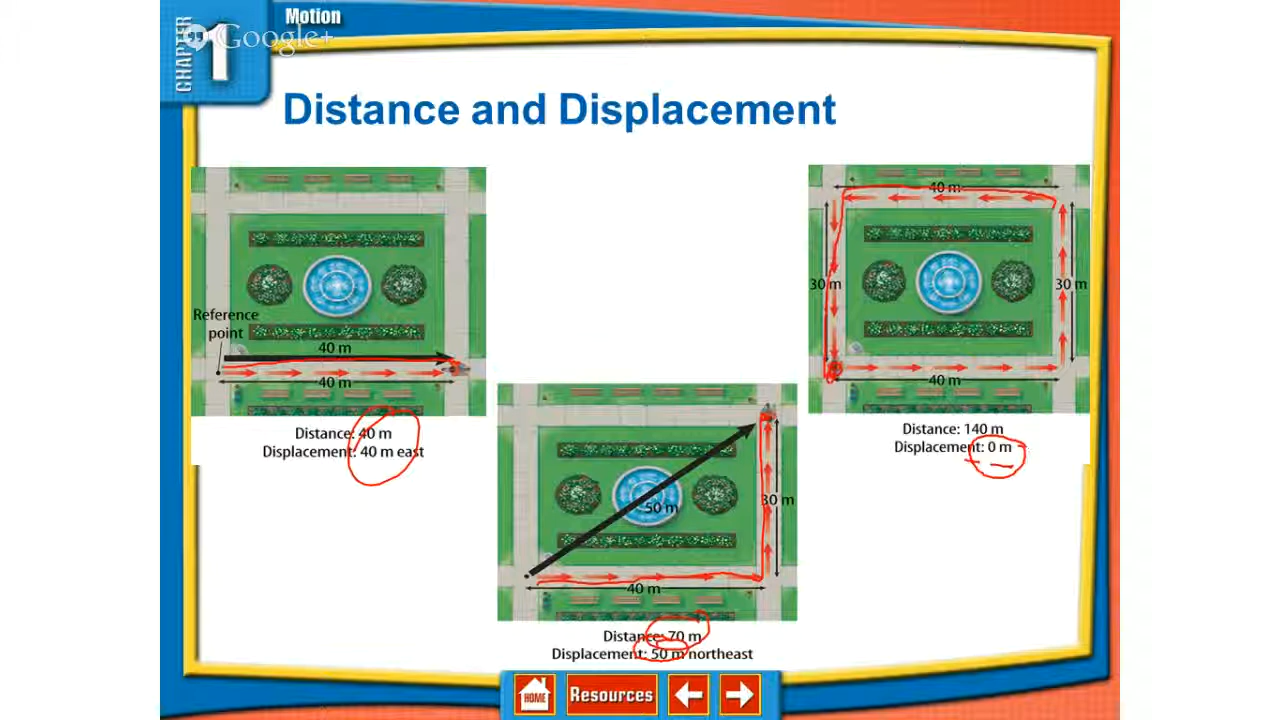 Motion
CHAPTER
1
Google+
Distance and Displacement
Reference
point
40 m
40 m
Distance: 40 m
Displacement: 40 m east
50 m
30 m
40 m
Distance: 70 m
Displacement: 50 m northeast
40 m
30 m
30 m
40 m
Distance: 140 m
Displacement: 0 m
HOME
Resources